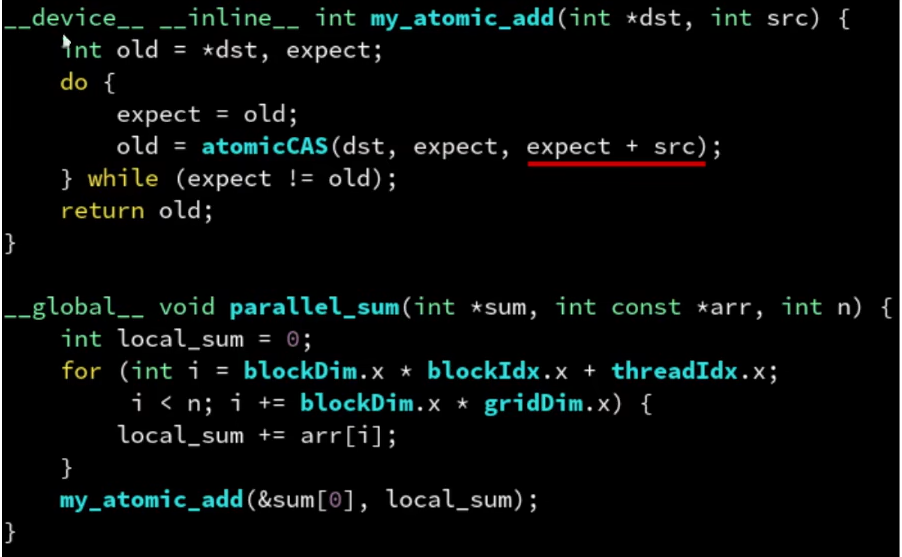 __device__ __inline__ int my_atomic_add(int *dst, int src) {
    int old = *dst, expect;
    do {
        expect = old;
        old = atomicCAS(dst, expect, expect + src);
    } while (expect != old);
    return old;
}

__global__ void parallel_sum(int *sum, int const *arr, int n) {
    int local_sum = 0;
    for (int i = blockDim.x * blockIdx.x + threadIdx.x;
         i < n; i += blockDim.x * gridDim.x) {
        local_sum += arr[i];
    }
    my_atomic_add(&sum[0], local_sum);
}